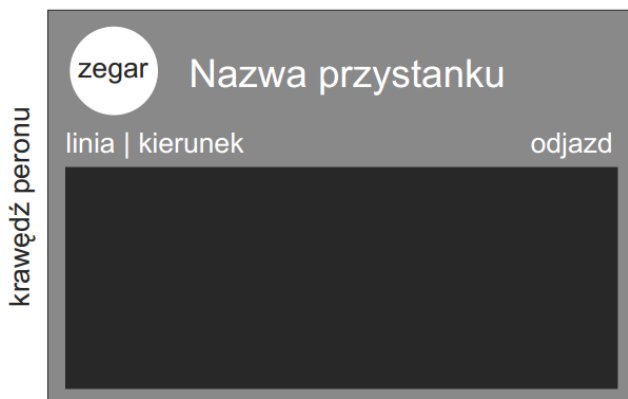 krawędź peronu
zegar
Nazwa przystanku
linia | kierunek
odjazd